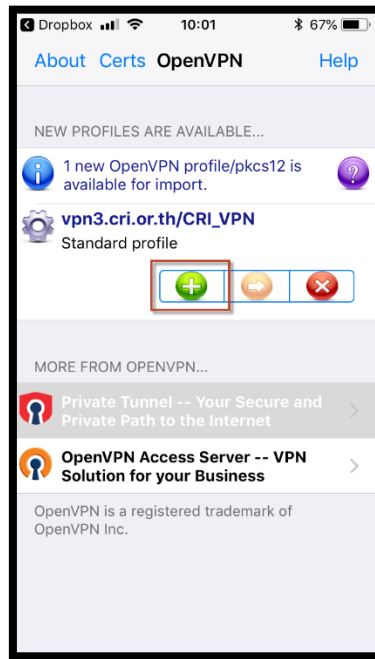 Dropbox 10:01 67%
About Certs OpenVPN Help
NEW PROFILES ARE AVAILABLE...
1 new OpenVPN profile/pkcs12 is
available for import.
vpn3.cri.or.th/CRI_VPN
Standard profile
MORE FROM OPENVPN...
Private Tunnel -- Your Secure and
Private Path to the Internet
OpenVPN Access Server -- VPN
Solution for your Business
OpenVPN is a registered trademark of
OpenVPN Inc.